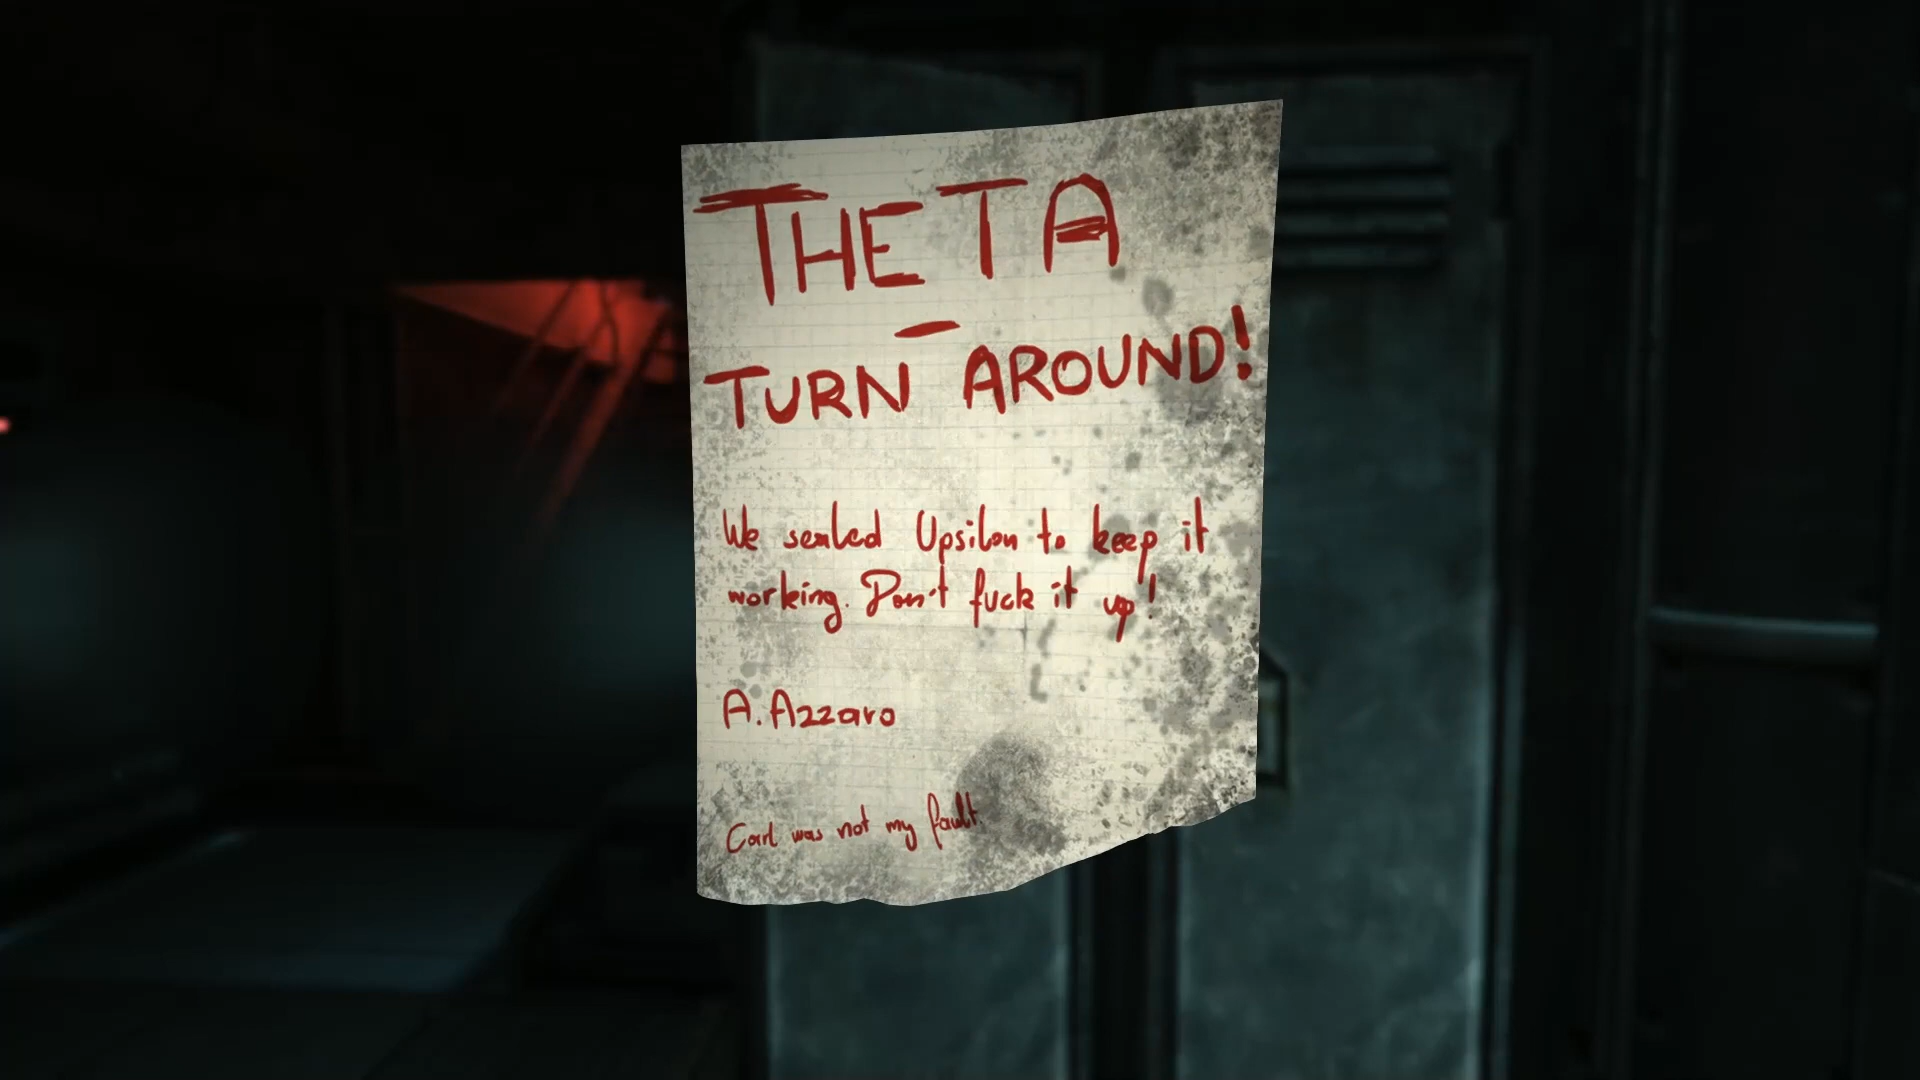 THETA
-
TURN AROUND!
We sealed Upsilon to keep it
working. Don't fuck it up!
A. Azzaro
Carl was not my fault.